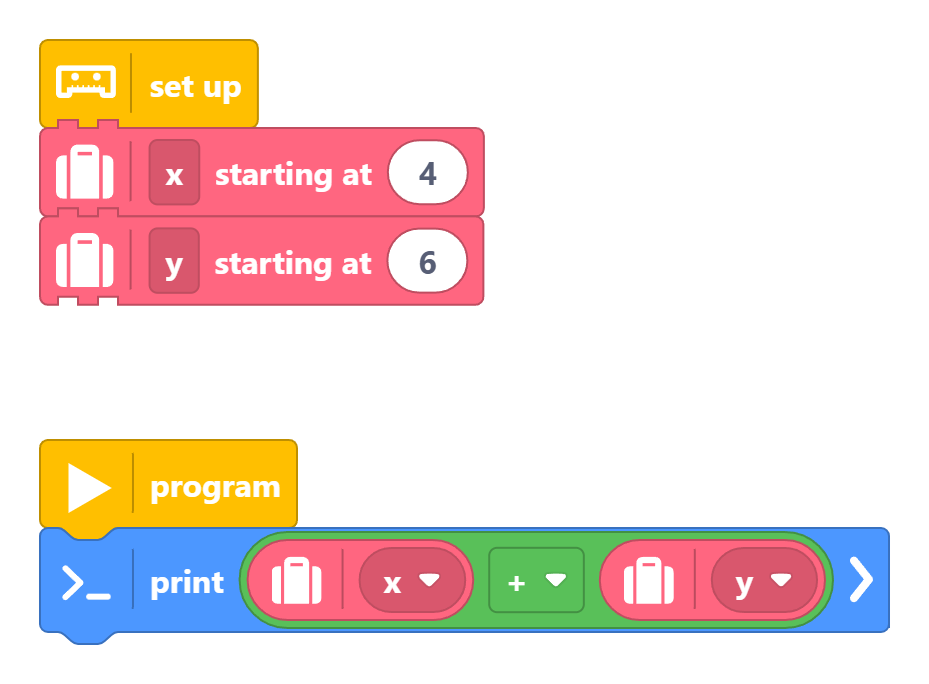 set up
x starting at 4
y starting at 6
program
print x + y